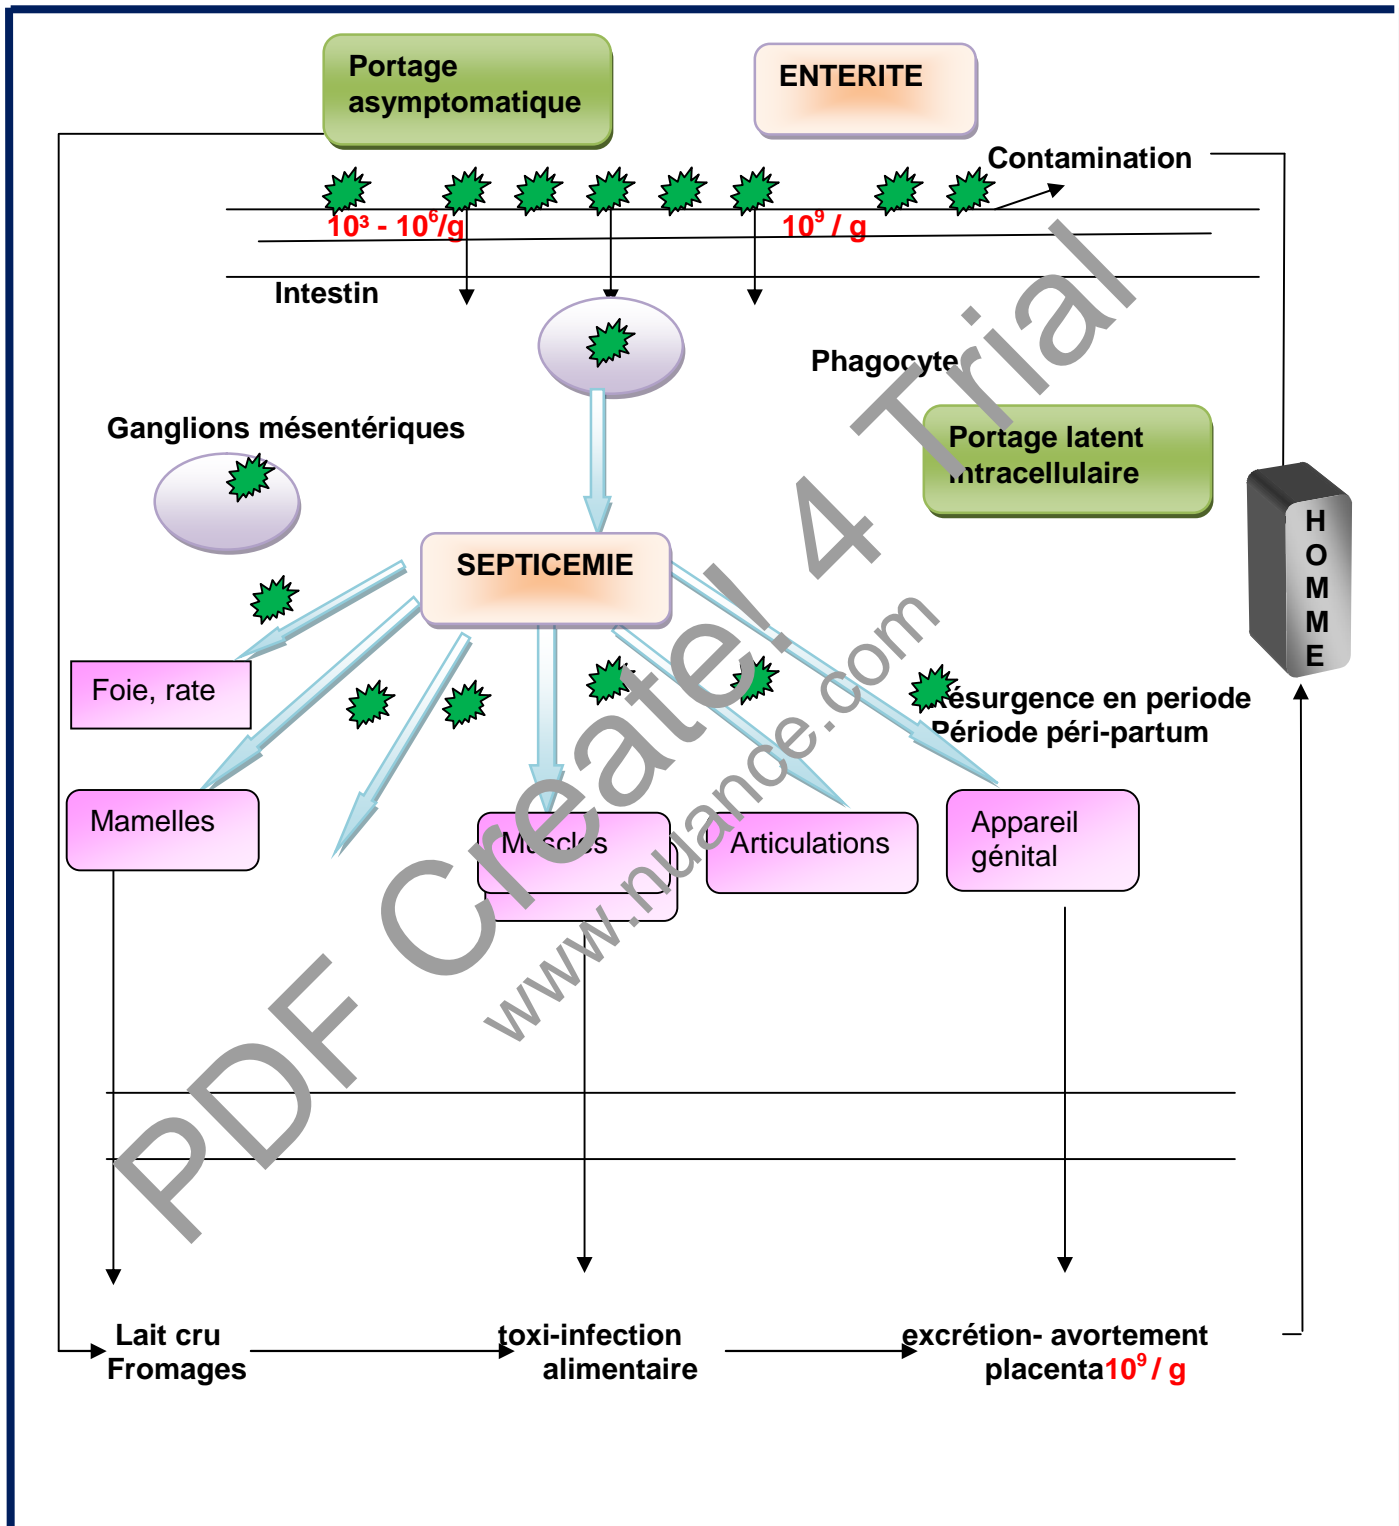 Portage
asymptomatique
ENTERITE
Contamination
10³ - 10⁶/g
10⁹ / g
Intestin
Phagocyte
Ganglions mésentériques
Portage latent
intracellulaire
HOMME
SEPTICEMIE
Foie, rate
Résurgence en periode
Période péri-partum
Mamelles
Muscles
Articulations
Appareil
génital
Lait cru
Fromages
toxi-infection
alimentaire
excrétion- avortement
placenta10⁹ / g
PDF Create! 4 Trial
www.nuance.com